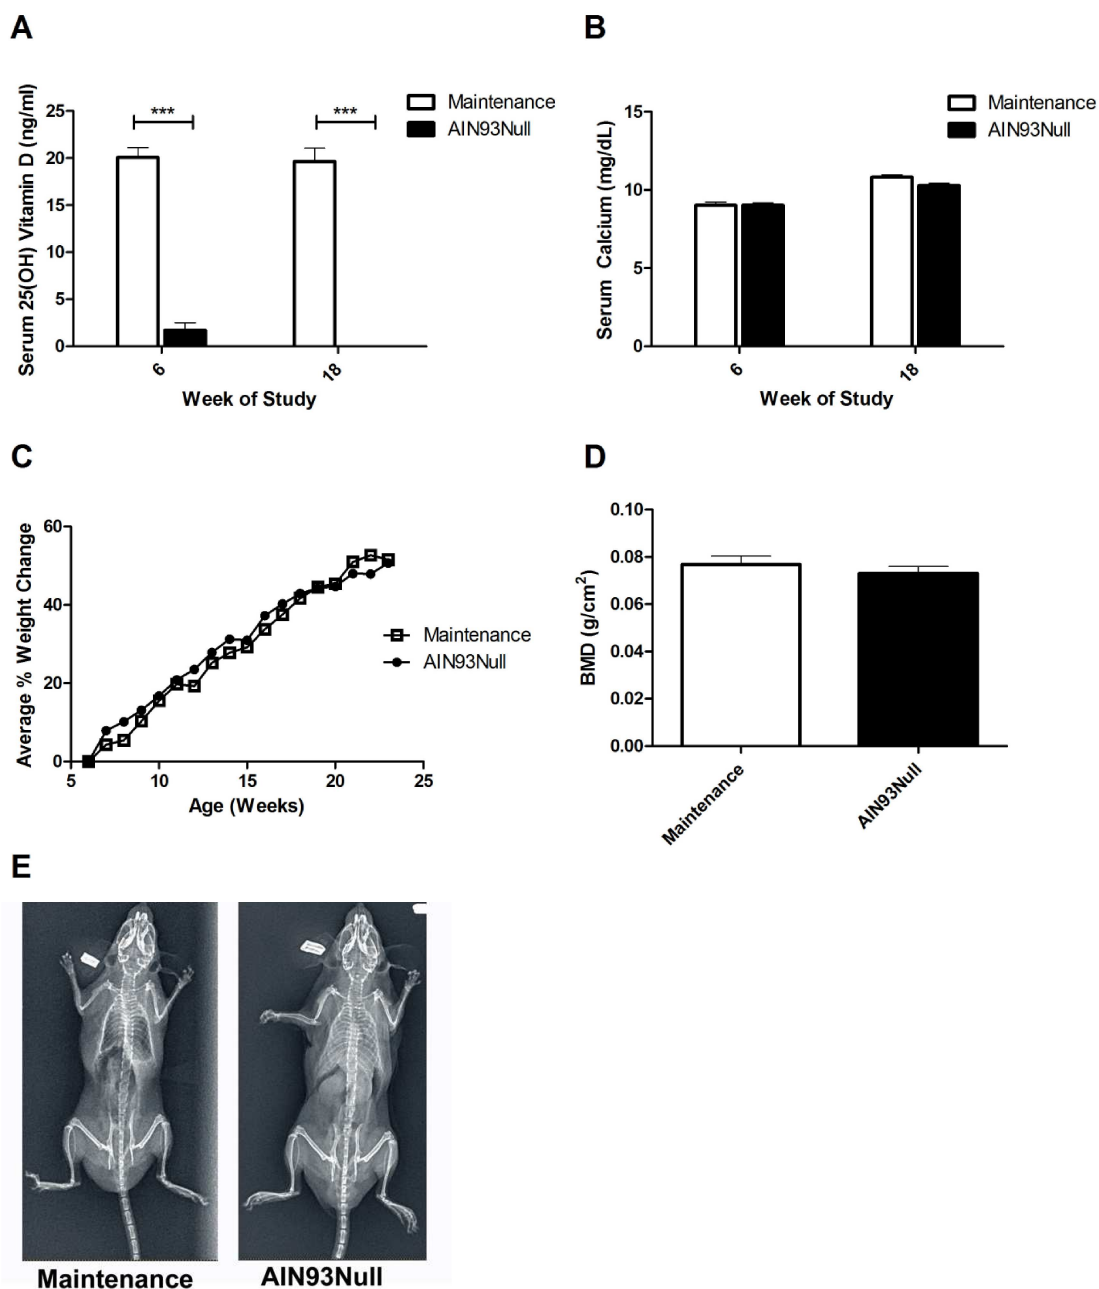 A
Serum 25(OH) Vitamin D (ng/ml)
25
20
15
10
5
0
***
***
Maintenance
AIN93Null
6
18
Week of Study
B
Serum Calcium (mg/dL)
15
10
5
0
Maintenance
AIN93Null
6
18
Week of Study
C
Average % Weight Change
60
40
20
0
5
10
15
20
25
Age (Weeks)
Maintenance
AIN93Null
D
BMD (g/cm²)
0.10
0.08
0.06
0.04
0.02
0.00
Maintenance
AIN93Null
E
Maintenance
AIN93Null